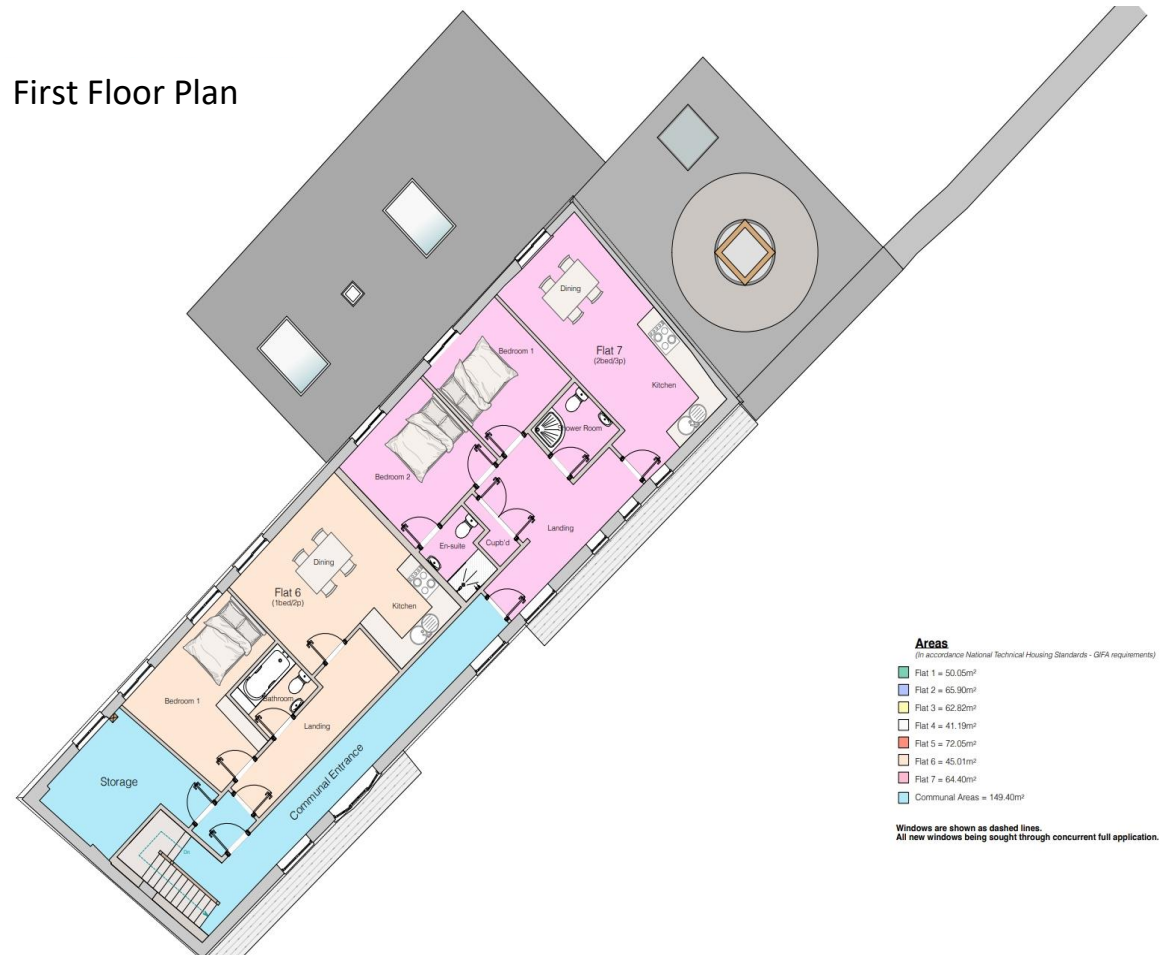 First Floor Plan
Dining
Bedroom 1
Flat 7
(2bed/3p)
Kitchen
Shower Room
Bedroom 2
Landing
En-suite
Cupb'd
Dining
Flat 6
(1bed/2p)
Kitchen
Bathroom
Bedroom 1
Landing
Communal Entrance
Storage
Areas
(In accordance National Technical Housing Standards - GIFA requirements)
Flat 1 = 50.05m²
Flat 2 = 65.90m²
Flat 3 = 62.82m²
Flat 4 = 41.19m²
Flat 5 = 72.05m²
Flat 6 = 45.01m²
Flat 7 = 64.40m²
Communal Areas = 149.40m²
Windows are shown as dashed lines.
All new windows being sought through concurrent full application.